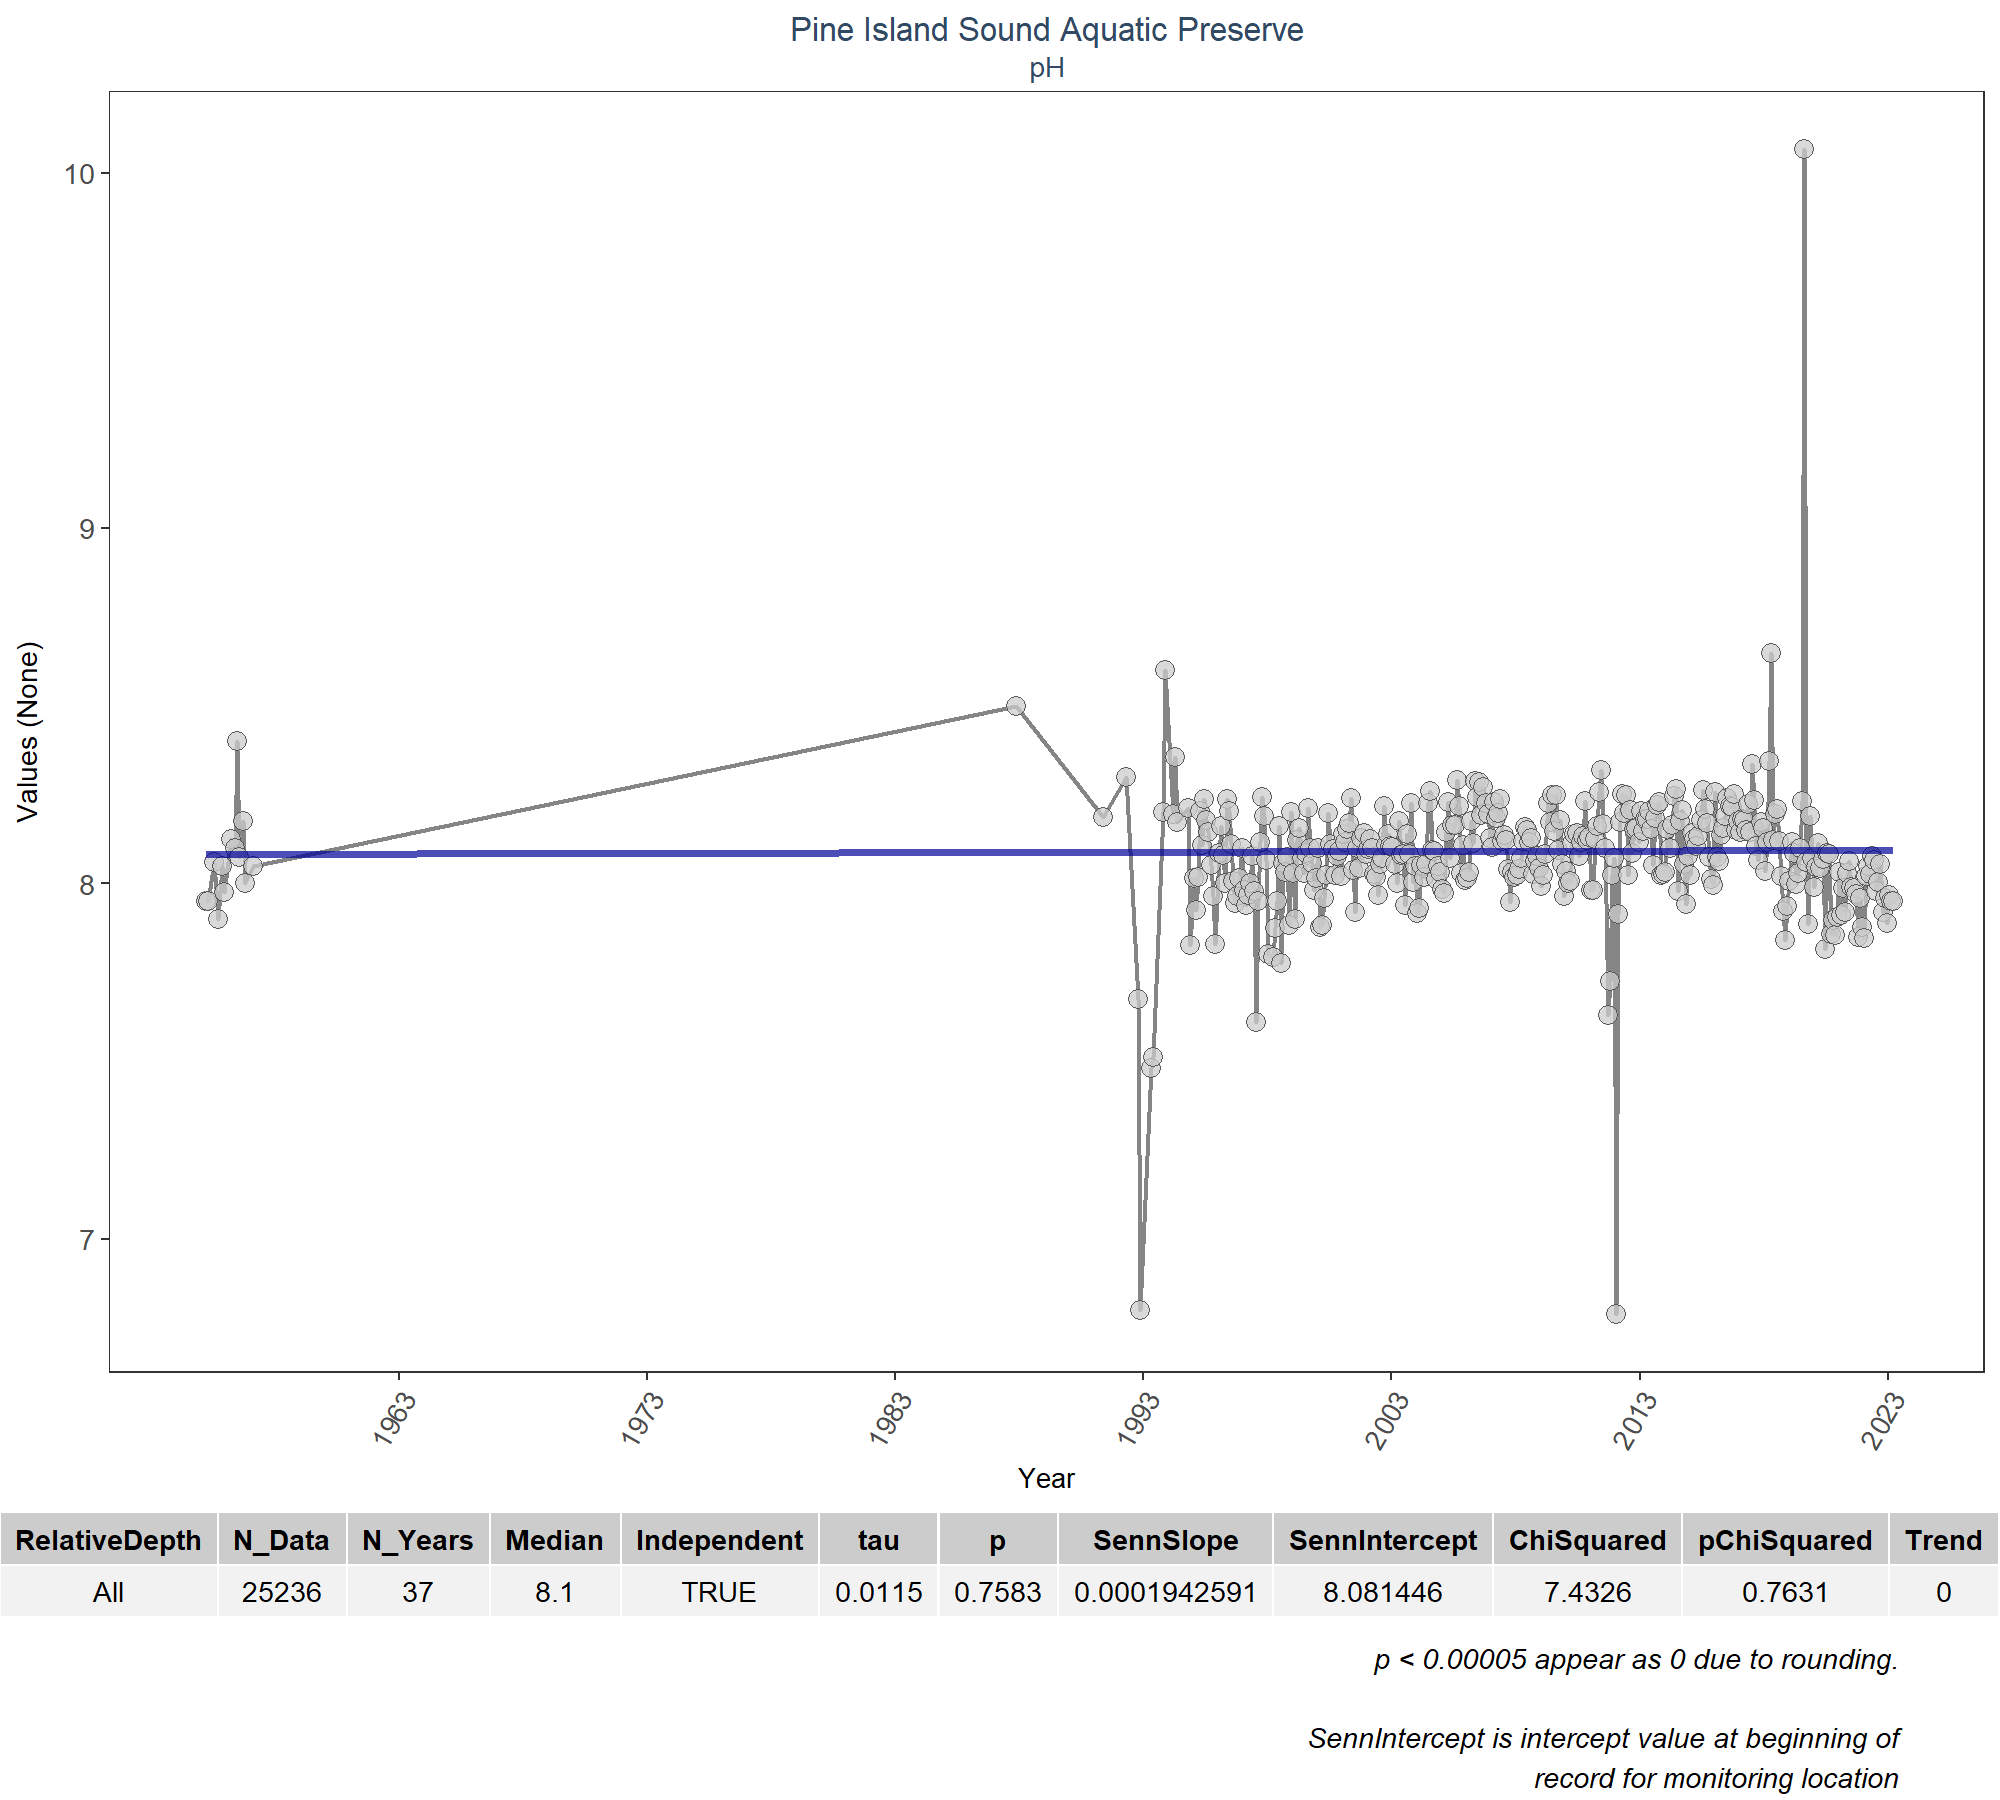 Pine Island Sound Aquatic Preserve
pH
10
9
8
7
Values (None)
1963
1973
1983
1993
2003
2013
2023
Year
RelativeDepth N_Data N_Years Median Independent tau p SennSlope SennIntercept ChiSquared pChiSquared Trend
All 25236 37 8.1 TRUE 0.0115 0.7583 0.0001942591 8.081446 7.4326 0.7631 0
p < 0.00005 appear as 0 due to rounding.
SennIntercept is intercept value at beginning of
record for monitoring location